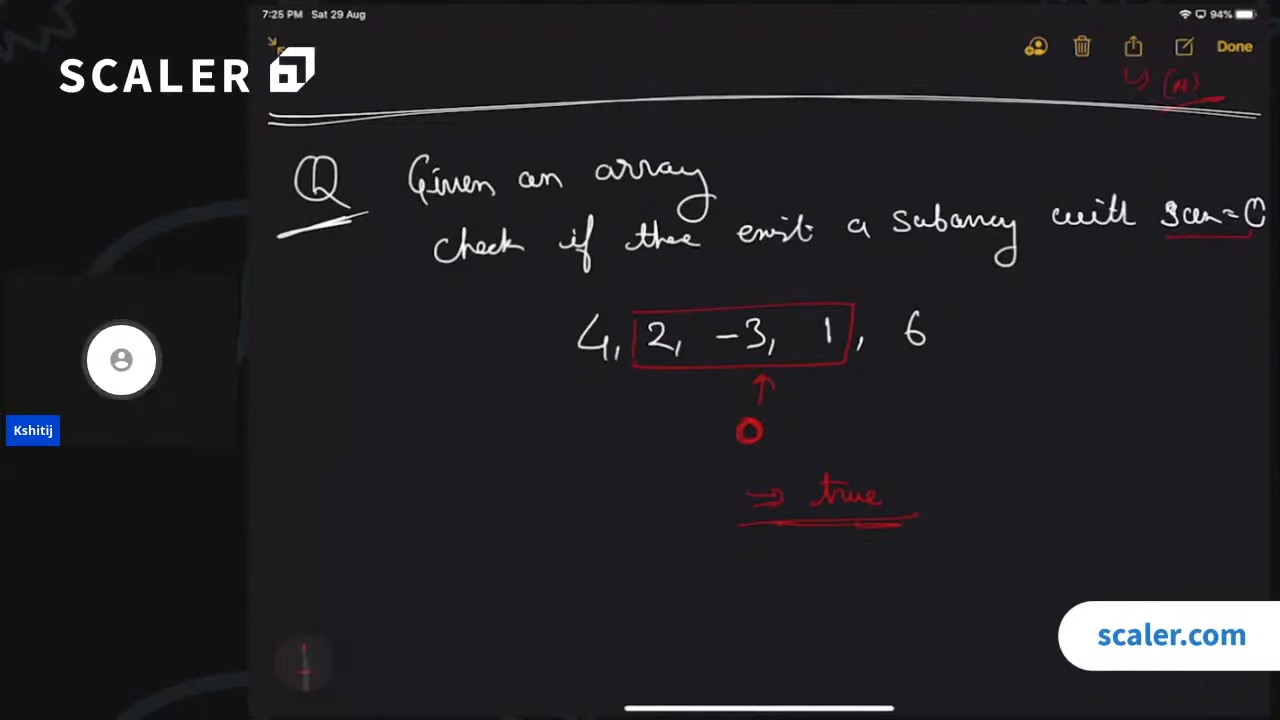 7:25 PM Sat 29 Aug
94%
SCALER
Done
(n)
Q Given an array
check if there exist a subarray with sum=0
4, 2, -3, 1, 6
0
Kshitij
⇒ true
scaler.com